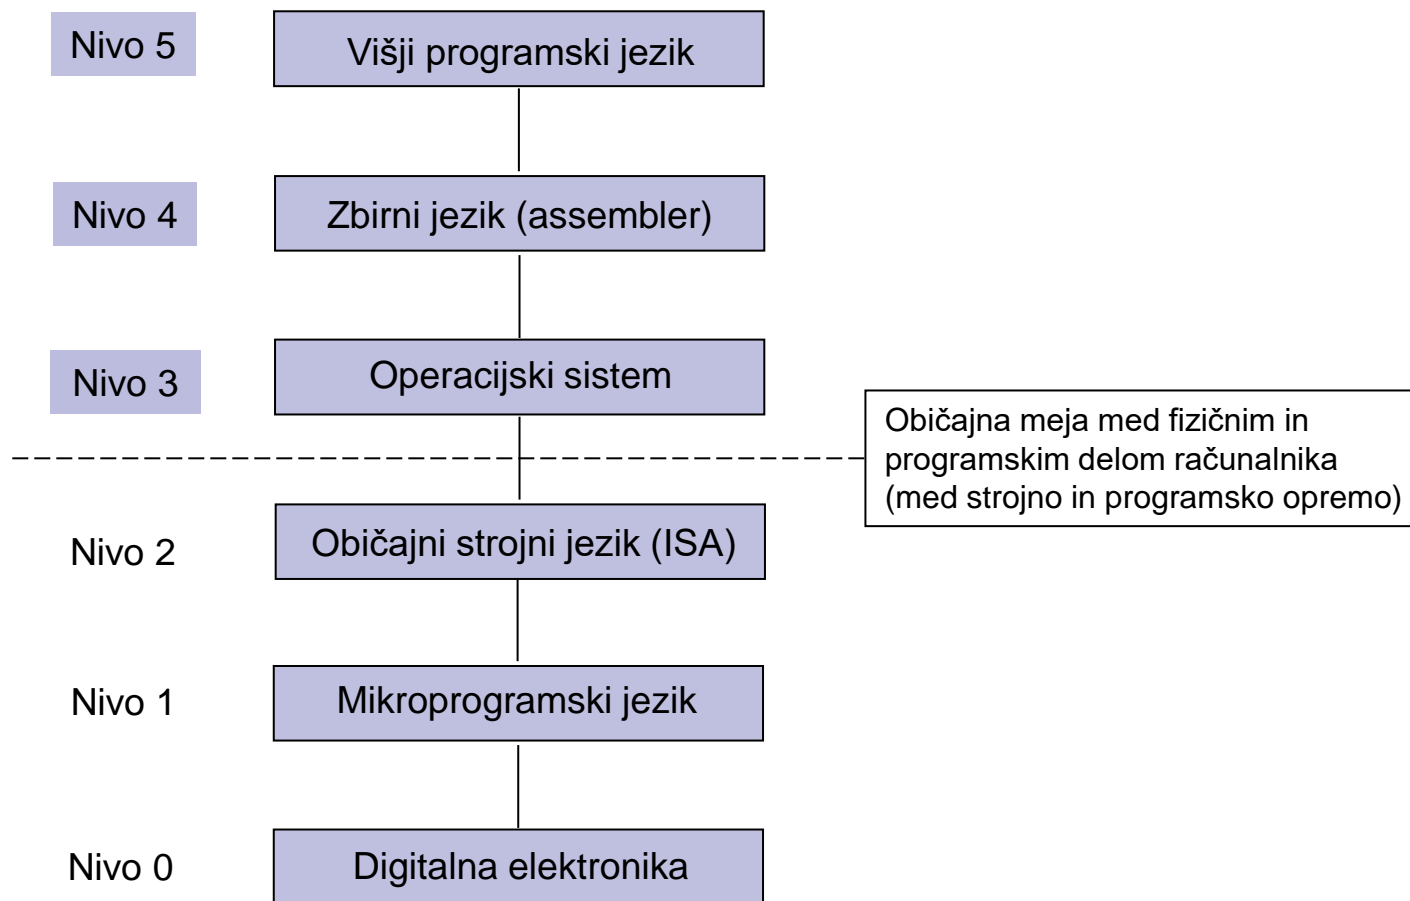 Nivo 5
Višji programski jezik
Nivo 4
Zbirni jezik (assembler)
Nivo 3
Operacijski sistem
Običajna meja med fizičnim in
programskim delom računalnika
(med strojno in programsko opremo)
Nivo 2
Običajni strojni jezik (ISA)
Nivo 1
Mikroprogramski jezik
Nivo 0
Digitalna elektronika